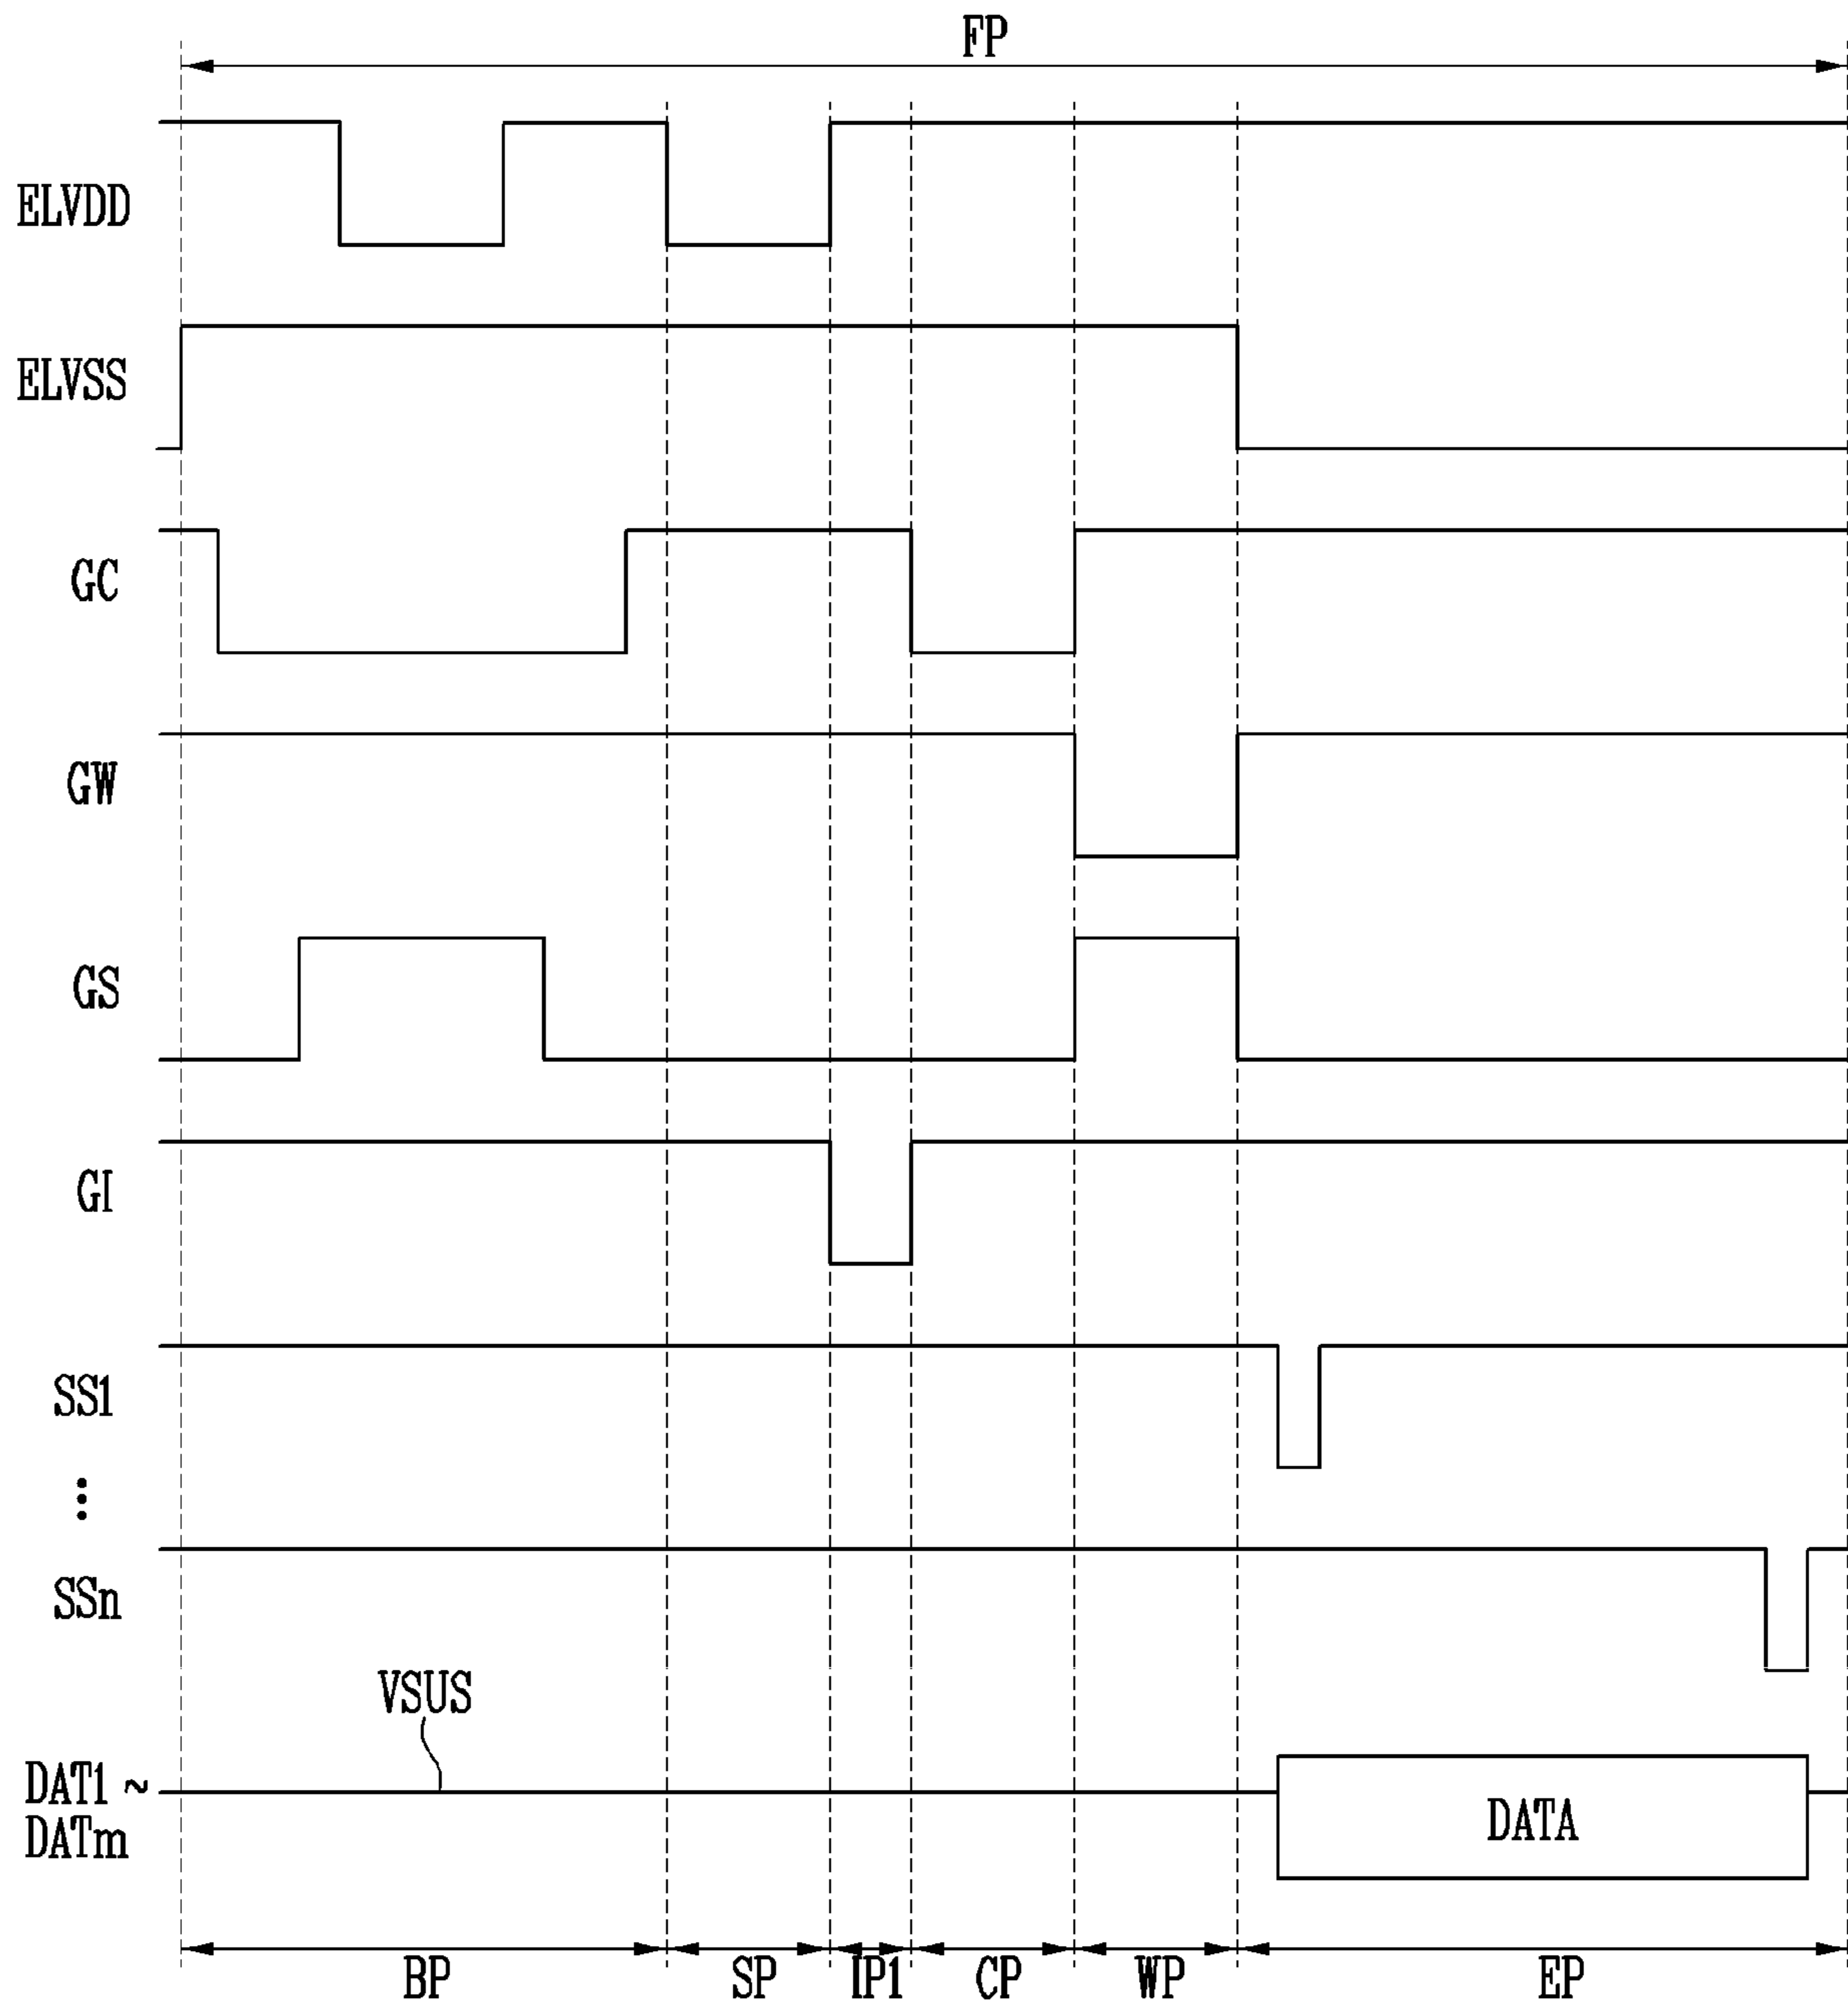 FP
ELVDD
ELVSS
GC
GW
GS
GI
SS1
SSn
VSUS
DAT1 ~
DATm
DATA
BP SP IP1 CP WP EP